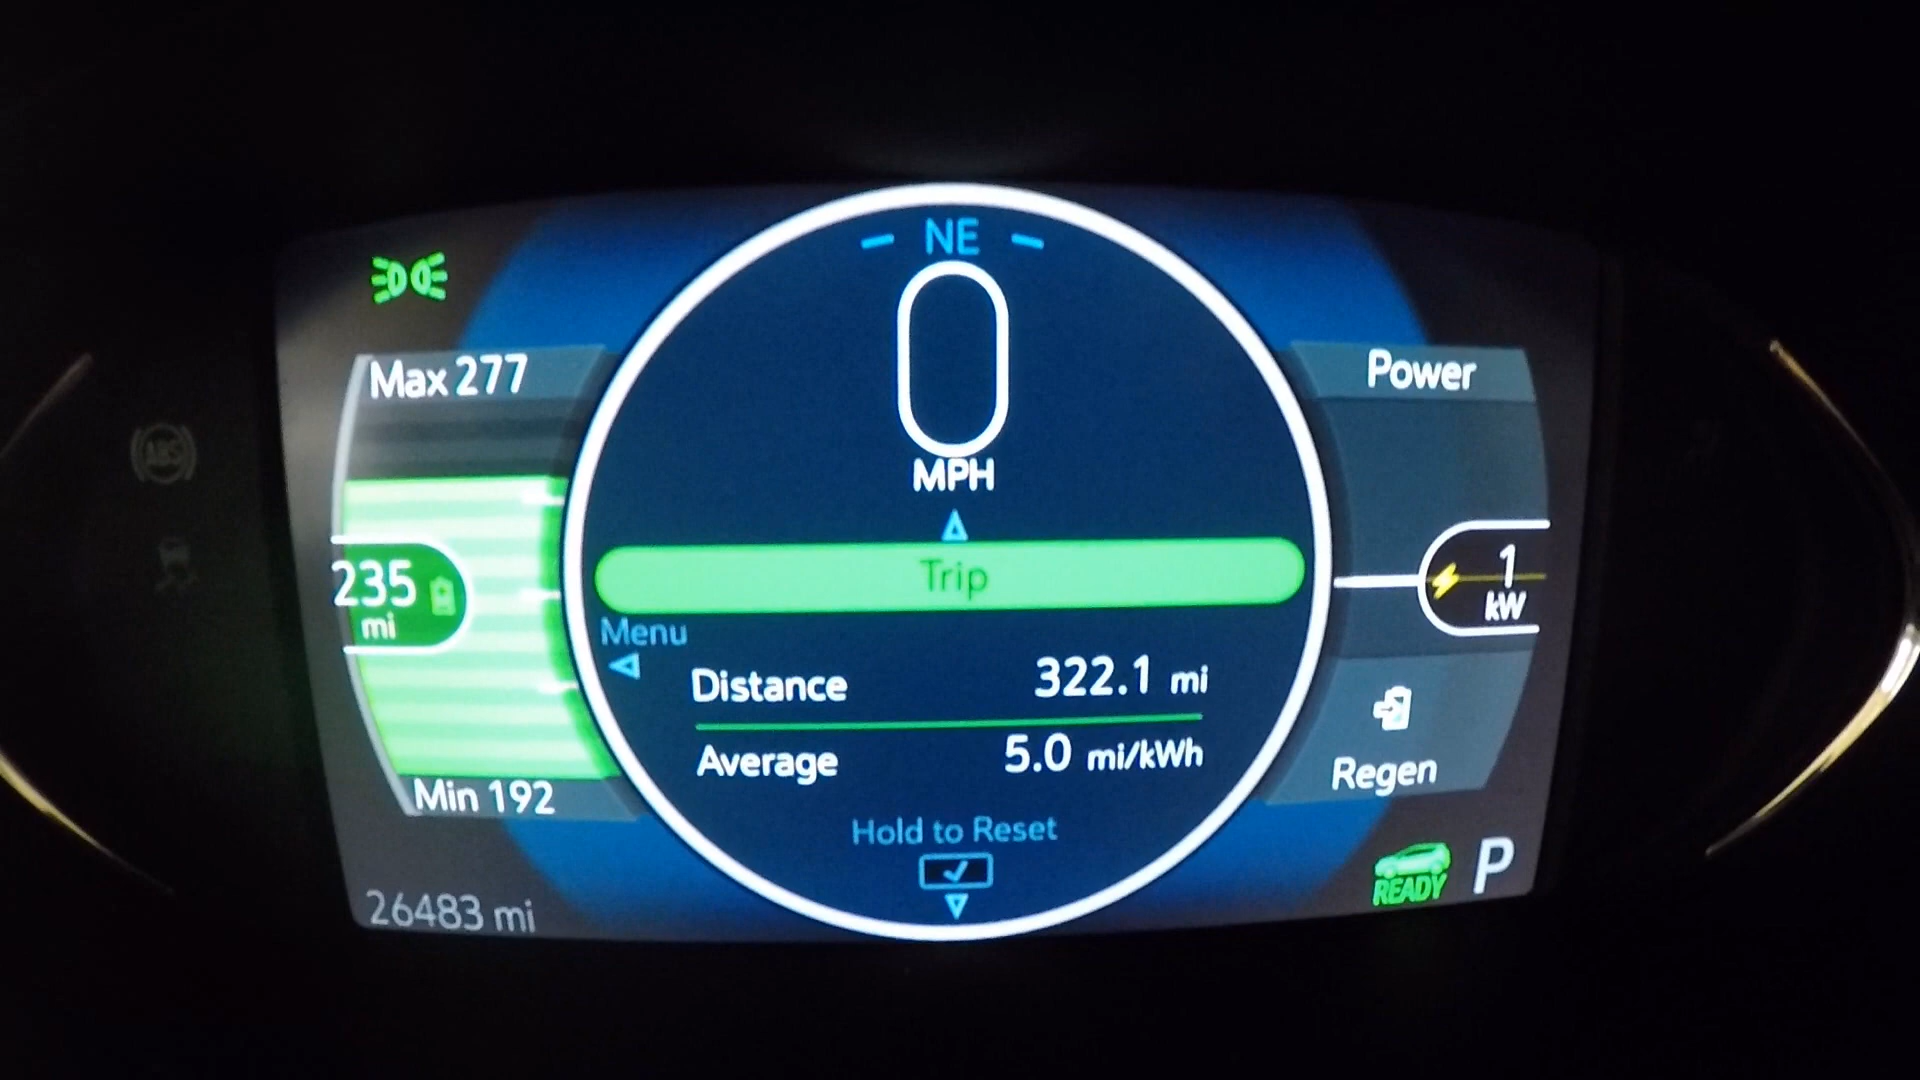 NE
0
MPH
Max 277
235
mi
Min 192
26483 mi
ABS
Trip
Menu
Distance 322.1 mi
Average 5.0 mi/kWh
Hold to Reset
Power
1
kW
Regen
READY
P